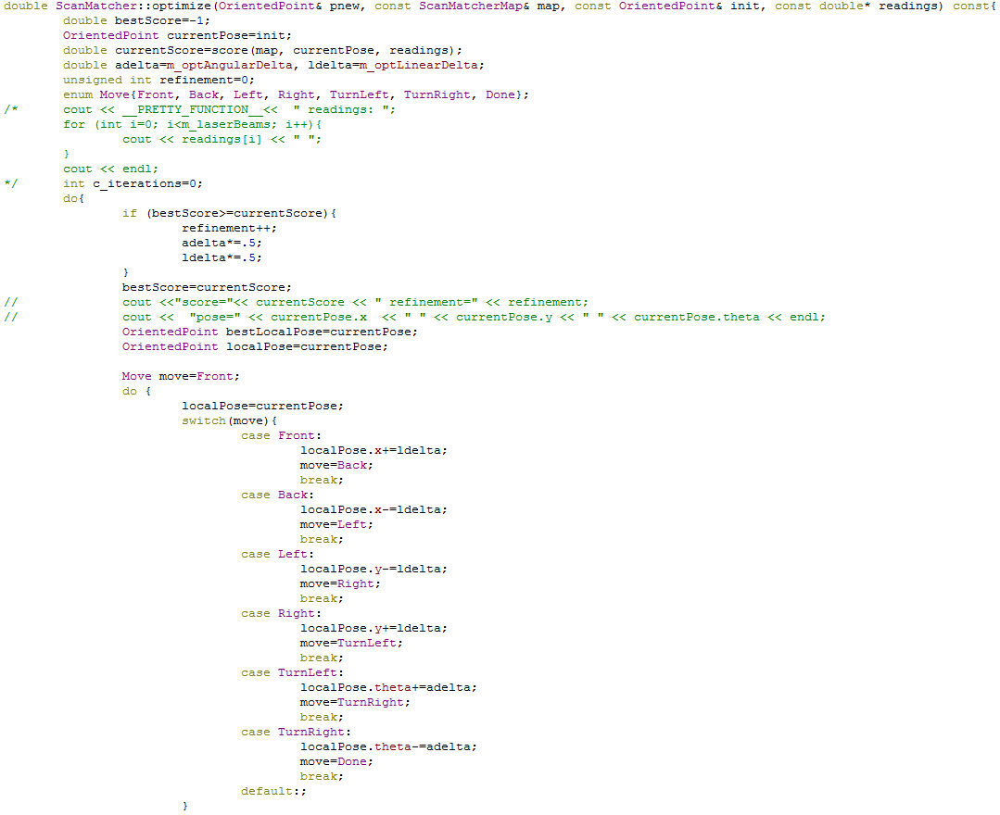 double ScanMatcher::optimize(OrientedPoint& pnew, const ScanMatcherMap& map, const OrientedPoint& init, const double* readings) const{
        double bestScore=-1;
        OrientedPoint currentPose=init;
        double currentScore=score(map, currentPose, readings);
        double adelta=m_optAngularDelta, ldelta=m_optLinearDelta;
        unsigned int refinement=0;
        enum Move{Front, Back, Left, Right, TurnLeft, TurnRight, Done};
/*      cout << __PRETTY_FUNCTION__<<  " readings: ";
        for (int i=0; i<m_laserBeams; i++){
                cout << readings[i] << " ";
        }
        cout << endl;
*/      int c_iterations=0;
        do{
                if (bestScore>=currentScore){
                        refinement++;
                        adelta*=.5;
                        ldelta*=.5;
                }
                bestScore=currentScore;
//              cout <<"score="<< currentScore << " refinement=" << refinement;
//              cout <<  "pose=" << currentPose.x  << " " << currentPose.y << " " << currentPose.theta << endl;
                OrientedPoint bestLocalPose=currentPose;
                OrientedPoint localPose=currentPose;

                Move move=Front;
                do {
                        localPose=currentPose;
                        switch(move){
                                case Front:
                                        localPose.x+=ldelta;
                                        move=Back;
                                        break;
                                case Back:
                                        localPose.x-=ldelta;
                                        move=Left;
                                        break;
                                case Left:
                                        localPose.y-=ldelta;
                                        move=Right;
                                        break;
                                case Right:
                                        localPose.y+=ldelta;
                                        move=TurnLeft;
                                        break;
                                case TurnLeft:
                                        localPose.theta+=adelta;
                                        move=TurnRight;
                                        break;
                                case TurnRight:
                                        localPose.theta-=adelta;
                                        move=Done;
                                        break;
                                default:;
                        }